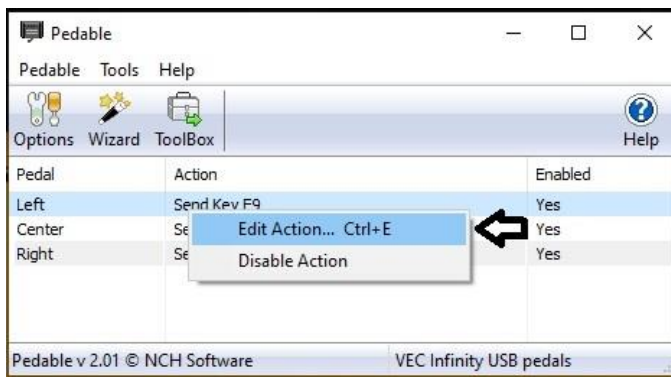 Pedable
Pedable Tools Help
Options Wizard ToolBox Help
Pedal Action Enabled
Left Send Key F9 Yes
Center Se Yes
Right Se Yes
Edit Action... Ctrl+E
Disable Action
Pedable v 2.01 © NCH Software VEC Infinity USB pedals